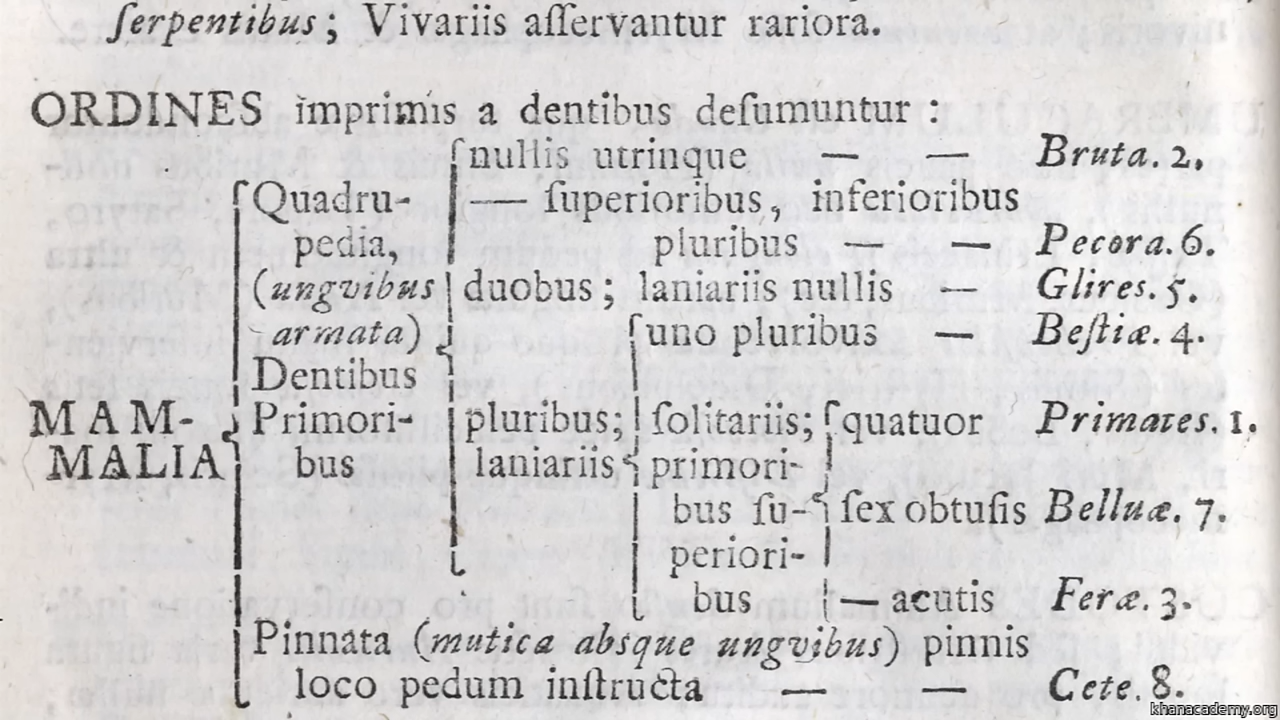 ſerpentibus; Vivariis aſſervantur rariora.
ORDINES imprimis a dentibus deſumuntur:
nullis utrinque — — Bruta. 2.
Quadru- — ſuperioribus, inferioribus
pedia, pluribus — — Pecora. 6.
(ungvibus duobus; laniariis nullis — Glires. 5.
armata) uno pluribus — Beſtiæ. 4.
Dentibus
MAM- Primori- pluribus; ſolitariis; quatuor Primates. 1.
MALIA bus laniariis primori-
bus ſu- ſex obtuſis Belluæ. 7.
periori-
bus — acutis Feræ. 3.
Pinnata (mutica absque ungvibus) pinnis
loco pedum inſtructa — — Cete. 8.
khanacademy.org